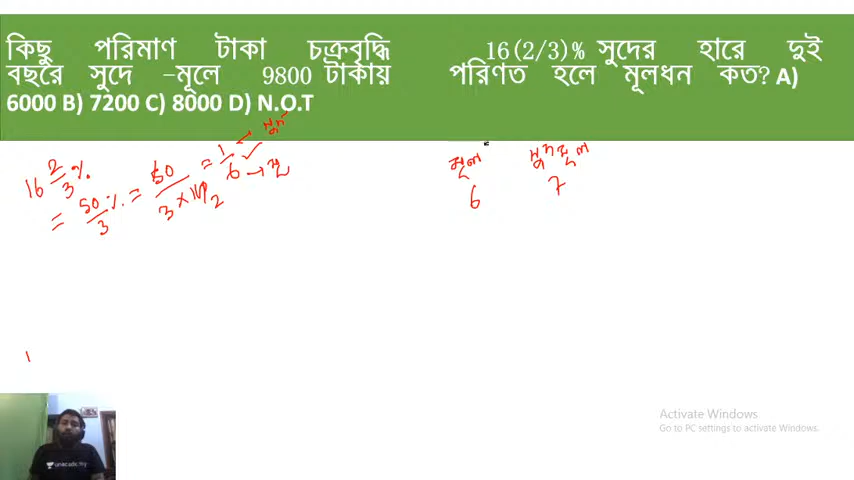 কিছু পরিমাণ টাকা চক্রবৃদ্ধি 16(2/3)% সুদের হারে দুই
বছরে সুদে -মূলে 9800 টাকায় পরিণত হলে মূলধন কত? A)
6000 B) 7200 C) 8000 D) N.O.T
16 2/3 %
= 50/3 % = 50/3×100 2 = 1/6 → সুদ
→ মূ
মূল
6
সুদমূল
7
unacademy
Activate Windows
Go to PC settings to activate Windows.